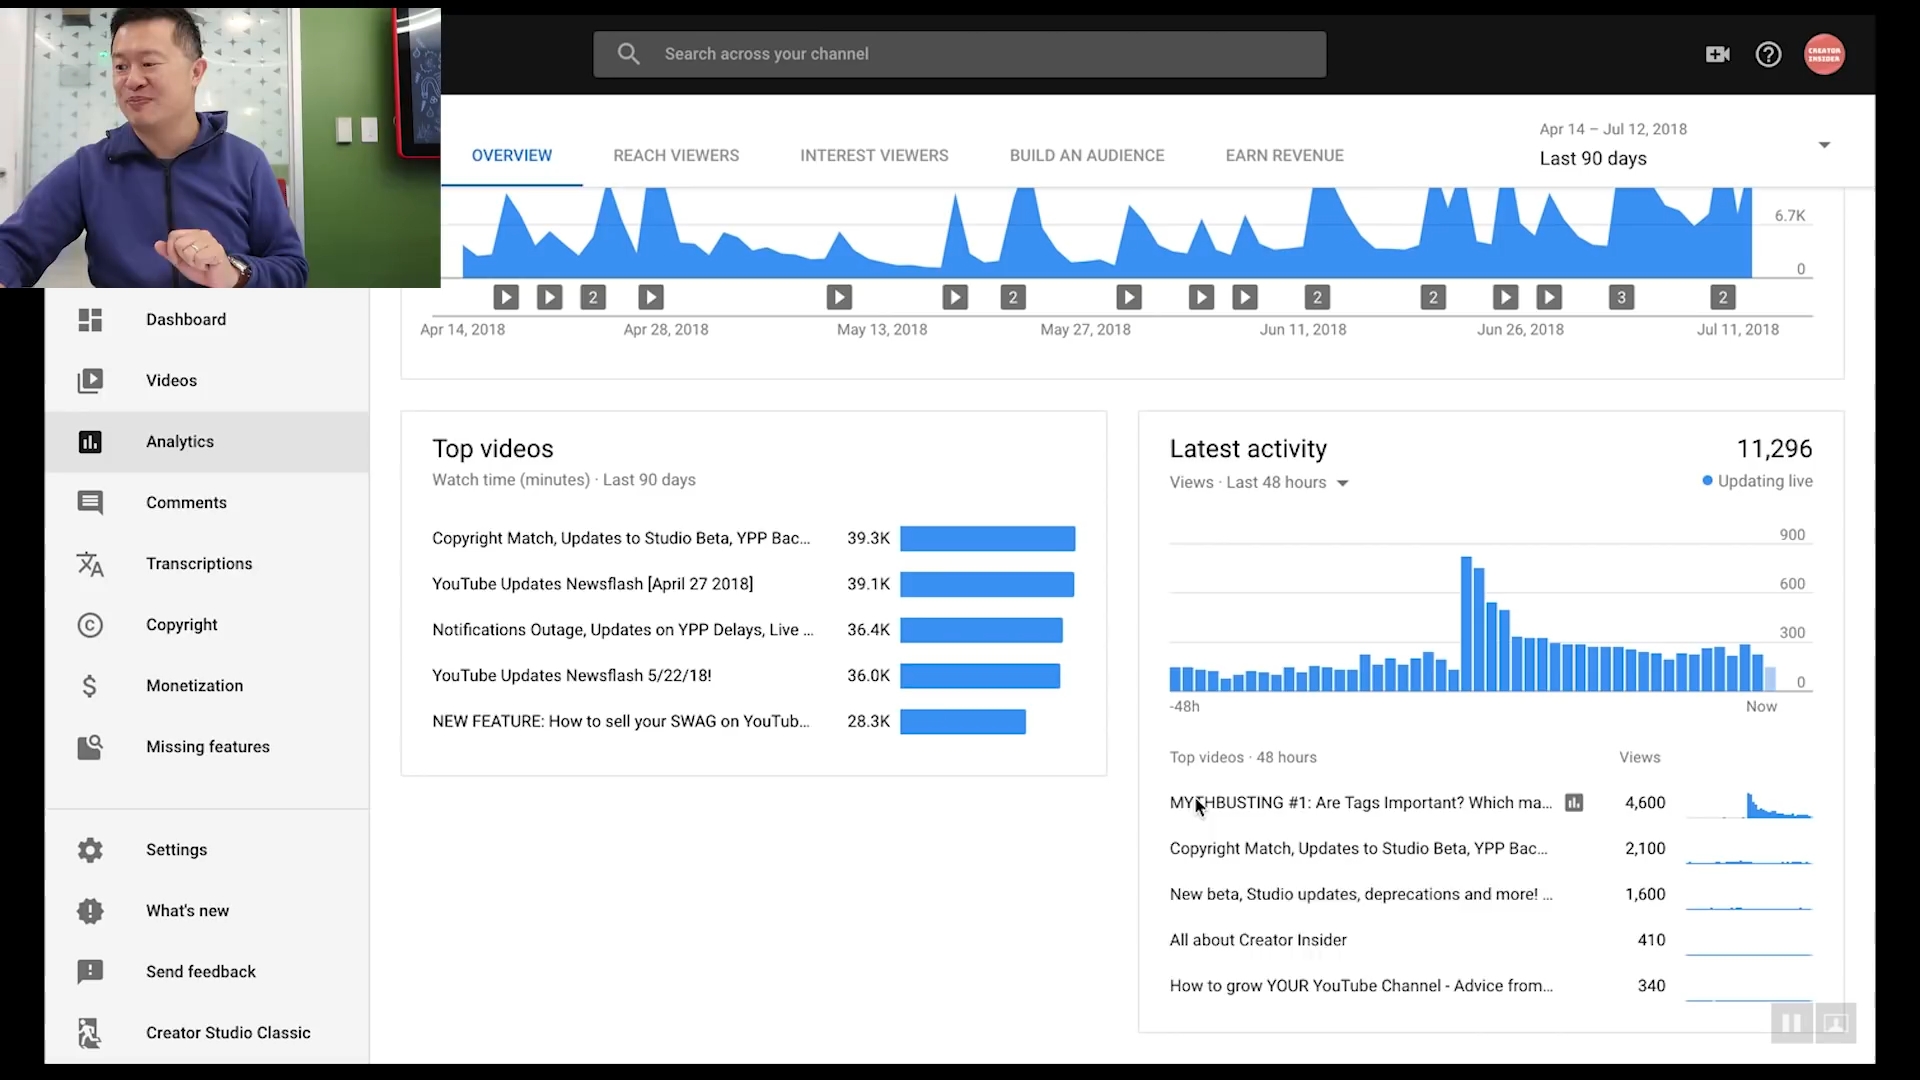 Search across your channel
CREATOR
INSIDER
OVERVIEW
REACH VIEWERS
INTEREST VIEWERS
BUILD AN AUDIENCE
EARN REVENUE
Apr 14 – Jul 12, 2018
Last 90 days
6.7K
0
2
2
2
2
3
2
Apr 14, 2018
Apr 28, 2018
May 13, 2018
May 27, 2018
Jun 11, 2018
Jun 26, 2018
Jul 11, 2018
Dashboard
Videos
Analytics
Comments
Transcriptions
Copyright
Monetization
Missing features
Settings
What's new
Send feedback
Creator Studio Classic
Top videos
Watch time (minutes) · Last 90 days
Copyright Match, Updates to Studio Beta, YPP Bac... 39.3K
YouTube Updates Newsflash [April 27 2018] 39.1K
Notifications Outage, Updates on YPP Delays, Live ... 36.4K
YouTube Updates Newsflash 5/22/18! 36.0K
NEW FEATURE: How to sell your SWAG on YouTub... 28.3K
Latest activity 11,296
Views · Last 48 hours Updating live
900
600
300
0
-48h Now
Top videos · 48 hours Views
MYTHBUSTING #1: Are Tags Important? Which ma... 4,600
Copyright Match, Updates to Studio Beta, YPP Bac... 2,100
New beta, Studio updates, deprecations and more! ... 1,600
All about Creator Insider 410
How to grow YOUR YouTube Channel - Advice from... 340